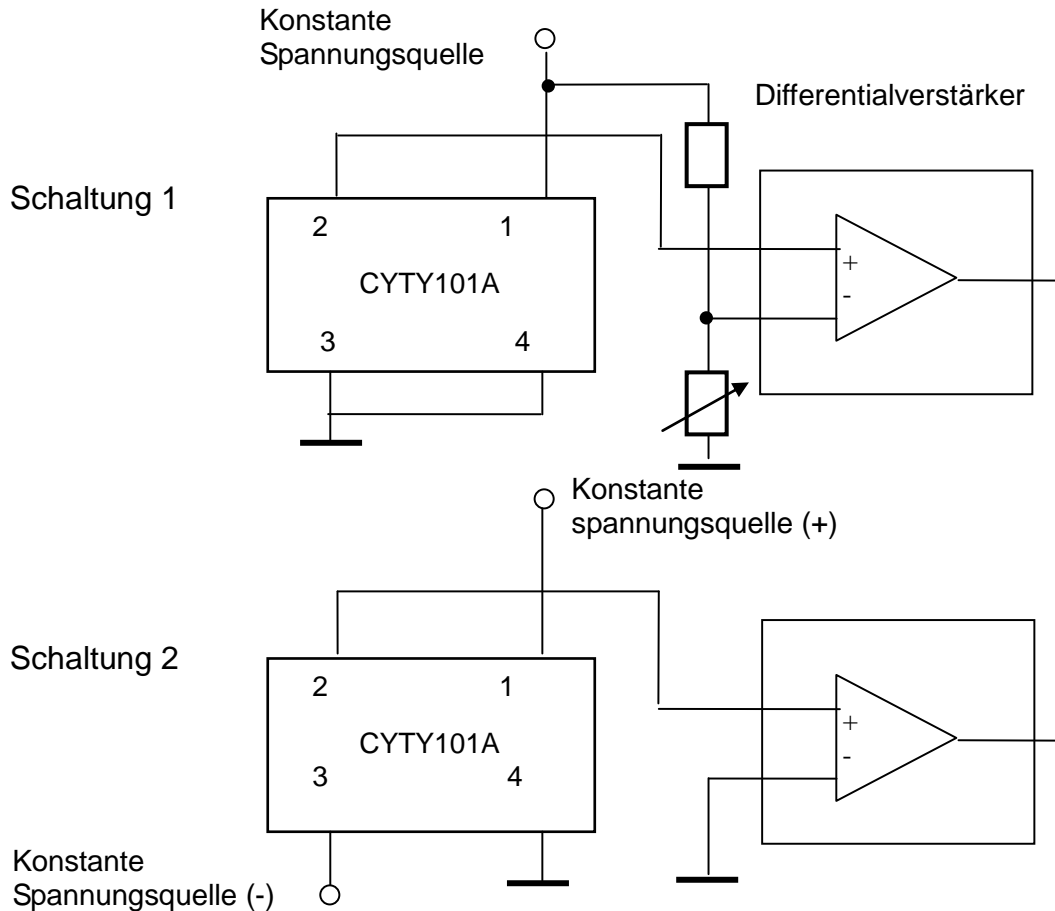 Konstante
Spannungsquelle
Differentialverstärker
Schaltung 1
2 1
CYTY101A
3 4
+
-
Konstante
spannungsquelle (+)
Schaltung 2
2 1
CYTY101A
3 4
+
-
Konstante
Spannungsquelle (-)